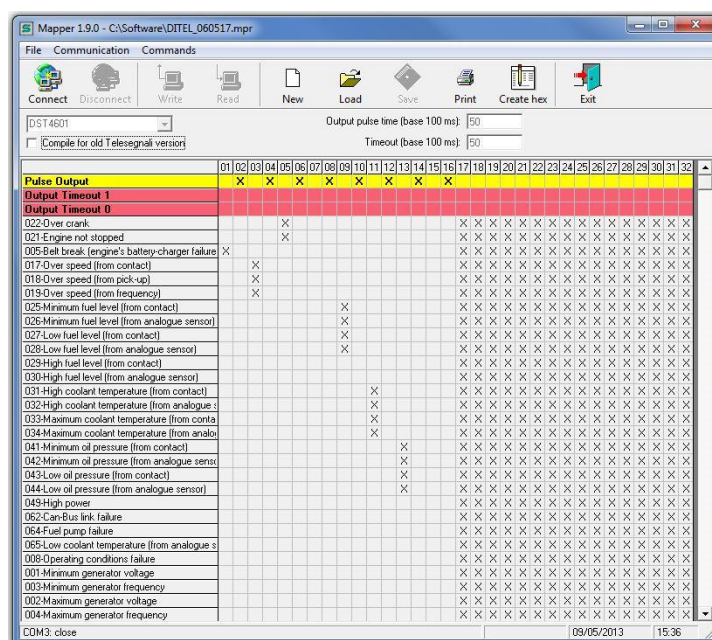 Mapper 1.9.0 - C:\Software\DITEL_060517.mpr
File Communication Commands
Connect Disconnect Write Read New Load Save Print Create hex Exit
DST4601 Output pulse time (base 100 ms): 50
Compile for old Telesegnali version Timeout (base 100 ms): 50
01 02 03 04 05 06 07 08 09 10 11 12 13 14 15 16 17 18 19 20 21 22 23 24 25 26 27 28 29 30 31 32
Pulse Output X X X X X X X X
Output Timeout 1
Output Timeout 0
022-Over crank X X X X X X X X X X X X X X X X X
021-Engine not stopped X X X X X X X X X X X X X X X X X
005-Belt break (engine's battery-charger failure X X X X X X X X X X X X X X X X X
017-Over speed (from contact) X X X X X X X X X X X X X X X X X
018-Over speed (from pick-up) X X X X X X X X X X X X X X X X X
019-Over speed (from frequency) X X X X X X X X X X X X X X X X X
025-Minimum fuel level (from contact) X X X X X X X X X X X X X X X X X
026-Minimum fuel level (from analogue sensor) X X X X X X X X X X X X X X X X X
027-Low fuel level (from contact) X X X X X X X X X X X X X X X X X
028-Low fuel level (from analogue sensor) X X X X X X X X X X X X X X X X X
029-High fuel level (from contact) X X X X X X X X X X X X X X X X
030-High fuel level (from analogue sensor) X X X X X X X X X X X X X X X X
031-High coolant temperature (from contact) X X X X X X X X X X X X X X X X X
032-High coolant temperature (from analogue s X X X X X X X X X X X X X X X X X
033-Maximum coolant temperature (from conta X X X X X X X X X X X X X X X X X
034-Maximum coolant temperature (from analo X X X X X X X X X X X X X X X X X
041-Minimum oil pressure (from contact) X X X X X X X X X X X X X X X X X
042-Minimum oil pressure (from analogue senso X X X X X X X X X X X X X X X X X
043-Low oil pressure (from contact) X X X X X X X X X X X X X X X X X
044-Low oil pressure (from analogue sensor) X X X X X X X X X X X X X X X X X
049-High power X X X X X X X X X X X X X X X X
062-Can-Bus link failure X X X X X X X X X X X X X X X X
064-Fuel pump failure X X X X X X X X X X X X X X X X
065-Low coolant temperature (from analogue s X X X X X X X X X X X X X X X X
008-Operating conditions failure X X X X X X X X X X X X X X X X
001-Minimum generator voltage X X X X X X X X X X X X X X X X
003-Minimum generator frequency X X X X X X X X X X X X X X X X
002-Maximum generator voltage X X X X X X X X X X X X X X X X
004-Maximum generator frequency X X X X X X X X X X X X X X X X
COM3: close 09/05/2013 15:36